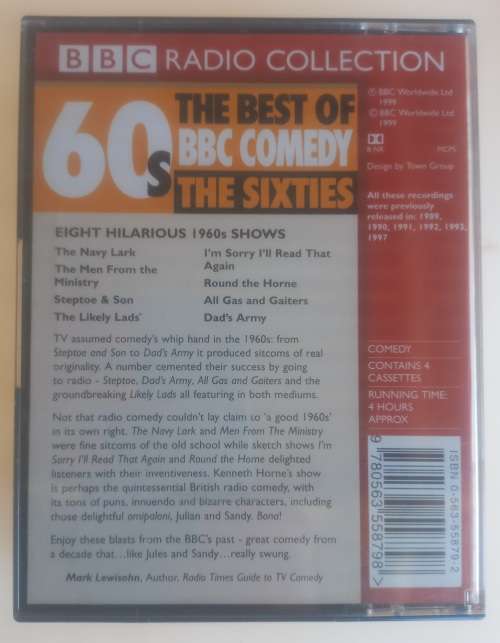 BBC RADIO COLLECTION
60s
THE BEST OF
BBC COMEDY
THE SIXTIES
EIGHT HILARIOUS 1960s SHOWS
The Navy Lark
The Men From the
Ministry
Steptoe & Son
The Likely Lads
I'm Sorry I'll Read That
Again
Round the Horne
All Gas and Gaiters
Dad's Army
TV assumed comedy's whip hand in the 1960s: from
Steptoe and Son to Dad's Army it produced sitcoms of real
originality. A number cemented their success by going
to radio - Steptoe, Dad's Army, All Gas and Gaiters and the
groundbreaking Likely Lads all featuring in both mediums.
Not that radio comedy couldn't lay claim to 'a good 1960s'
in its own right. The Navy Lark and Men From The Ministry
were fine sitcoms of the old school while sketch shows I'm
Sorry I'll Read That Again and Round the Horne delighted
listeners with their inventiveness. Kenneth Horne's show
is perhaps the quintessential British radio comedy, with
its tons of puns, innuendo and bizarre characters, including
those delightful omipaloni, Julian and Sandy. Bona!
Enjoy these blasts from the BBC's past - great comedy from
a decade that...like Jules and Sandy...really swung.
Mark Lewisohn, Author, Radio Times Guide to TV Comedy
℗ BBC Worldwide Ltd
1999
© BBC Worldwide Ltd
1999
B NR MCPS
Design by Town Group
All these recordings
were previously
released in: 1989,
1990, 1991, 1992, 1993,
1997
COMEDY
CONTAINS 4
CASSETTES
RUNNING TIME:
4 HOURS
APPROX
ISBN 0-563-55879-2
9 780563 558798 >